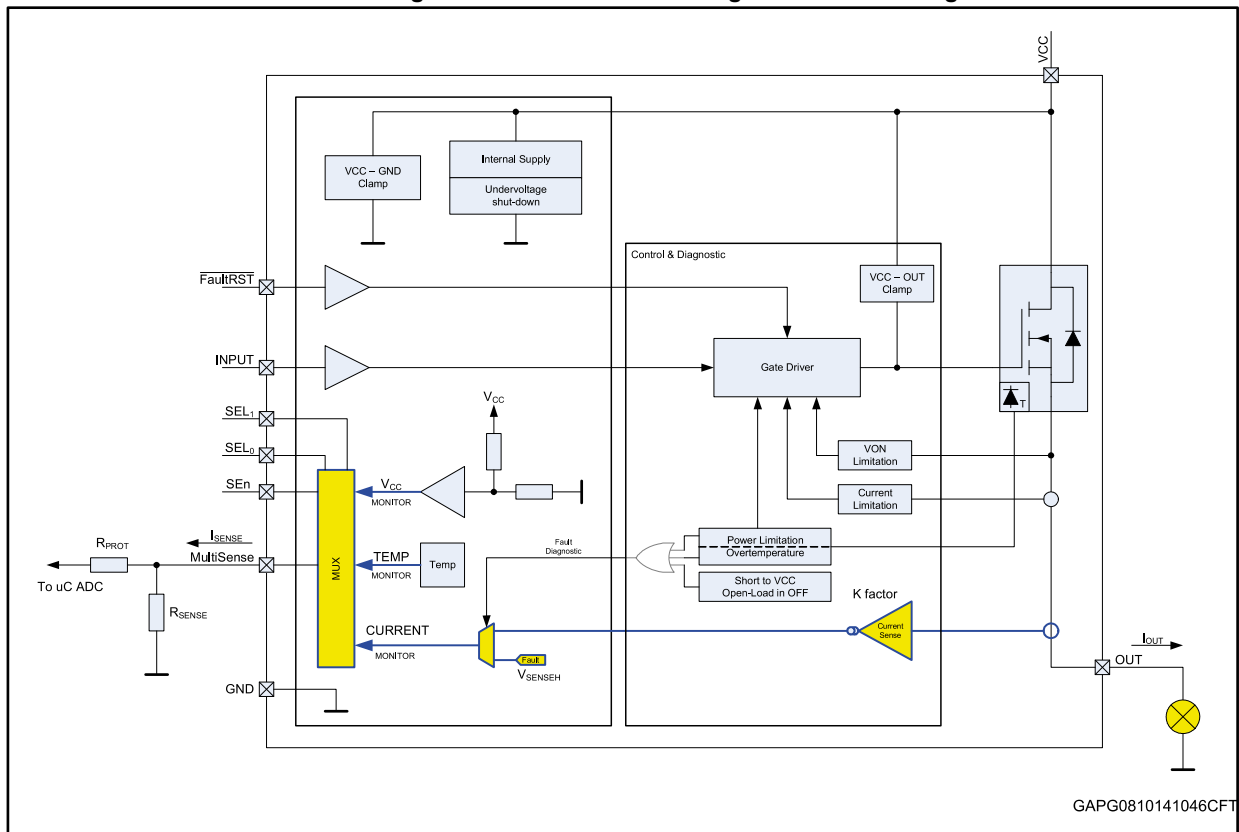 VCC
VCC – GND
Clamp
Internal Supply
Undervoltage
shut-down
Control & Diagnostic
FaultRST
VCC – OUT
Clamp
INPUT
Gate Driver
T
SEL1
VCC
SEL0
VON
Limitation
SEn
VCC
MONITOR
Current
Limitation
ISENSE
RPROT
MultiSense
MUX
TEMP
MONITOR
Temp
Fault
Diagnostic
Power Limitation
Overtemperature
To uC ADC
RSENSE
Short to VCC
Open-Load in OFF
K factor
CURRENT
MONITOR
Current
Sense
Fault
VSENSEH
IOUT
OUT
GND
GAPG0810141046CFT